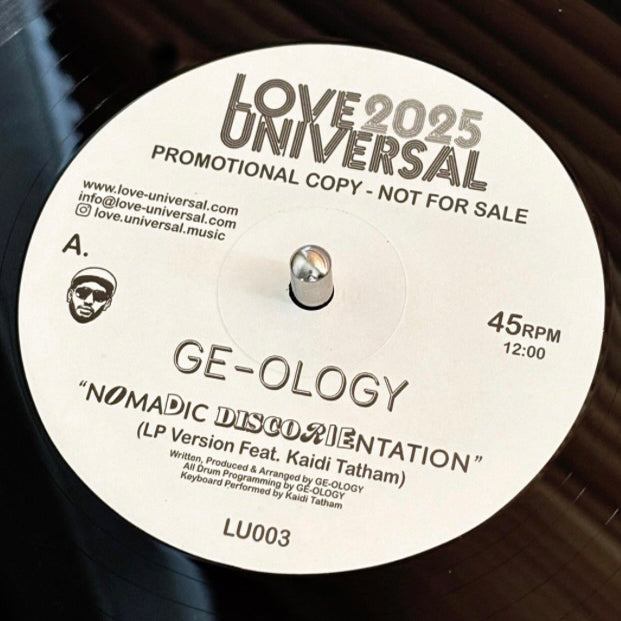 LOVE 2025
UNIVERSAL
PROMOTIONAL COPY - NOT FOR SALE
www.love-universal.com
info@love-universal.com
love.universal.music
A.
45RPM
12:00
GE-OLOGY
"NOMADIC DISCORIENTATION"
(LP Version Feat. Kaidi Tatham)
Written, Produced & Arranged by GE-OLOGY
All Drum Programming by GE-OLOGY
Keyboard Performed by Kaidi Tatham
LU003